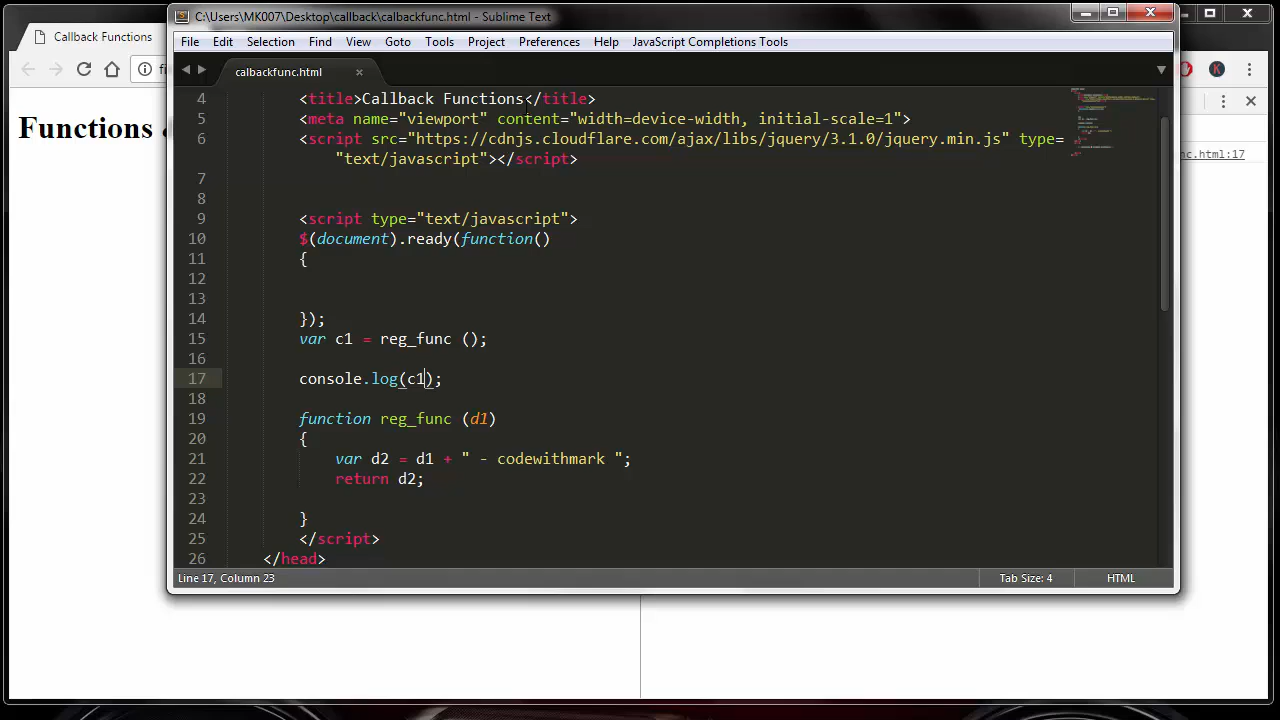 C:\Users\MK007\Desktop\callback\calbackfunc.html - Sublime Text
Callback Functions
File Edit Selection Find View Goto Tools Project Preferences Help JavaScript Completions Tools
calbackfunc.html
Functions
nc.html:17
4 <title>Callback Functions</title>
5 <meta name="viewport" content="width=device-width, initial-scale=1">
6 <script src="https://cdnjs.cloudflare.com/ajax/libs/jquery/3.1.0/jquery.min.js" type=
"text/javascript"></script>
7
8
9 <script type="text/javascript">
10 $(document).ready(function()
11 {
12
13
14 });
15 var c1 = reg_func ();
16
17 console.log(c1);
18
19 function reg_func (d1)
20 {
21 var d2 = d1 + " - codewithmark ";
22 return d2;
23
24 }
25 </script>
26 </head>
Line 17, Column 23
Tab Size: 4
HTML